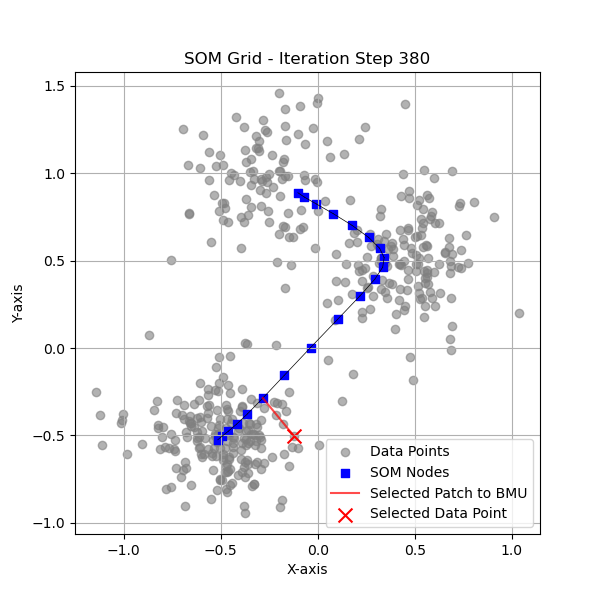 SOM Grid - Iteration Step 380
1.5
1.0
0.5
0.0
−0.5
−1.0
Y-axis
Data Points
SOM Nodes
Selected Patch to BMU
Selected Data Point
−1.0 −0.5 0.0 0.5 1.0
X-axis